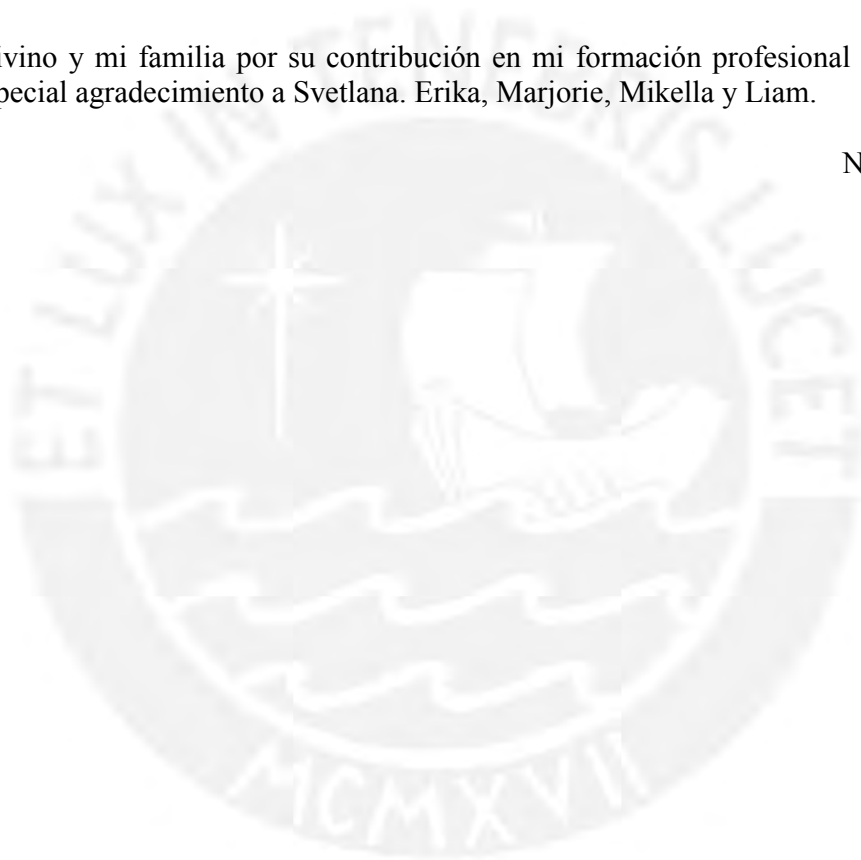 ivino y mi familia por su contribución en mi formación profesional
pecial agradecimiento a Svetlana. Erika, Marjorie, Mikella y Liam.
N
ET LUX IN TENEBRIS LUCET
MCMXVII